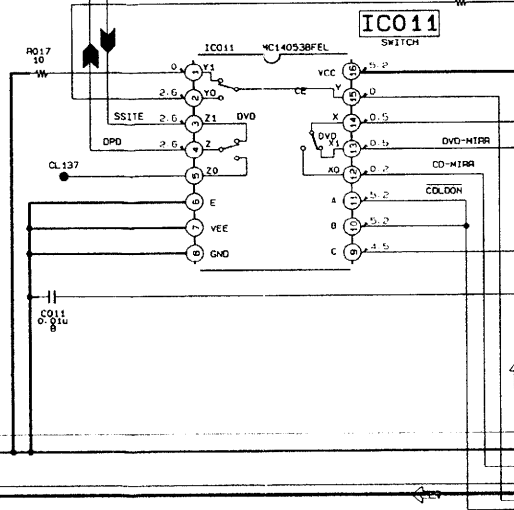 IC011
SWITCH
R017
10
IC011 MC14053BFEL
0 1 Y1 VCC 16 5.2
2.6 2 Y0 CE Y 15 0
SSITE 2.6 3 Z1 DVD X 14 0.5
DPD 2.6 4 Z DVD X1 13 0.5 DVD-MIRR
CL137 5 Z0 X0 12 0.2 CD-MIRR
6 E A 11 5.2 COLDON
7 VEE B 10 5.2
8 GND C 9 4.5
C011
0.01u
B